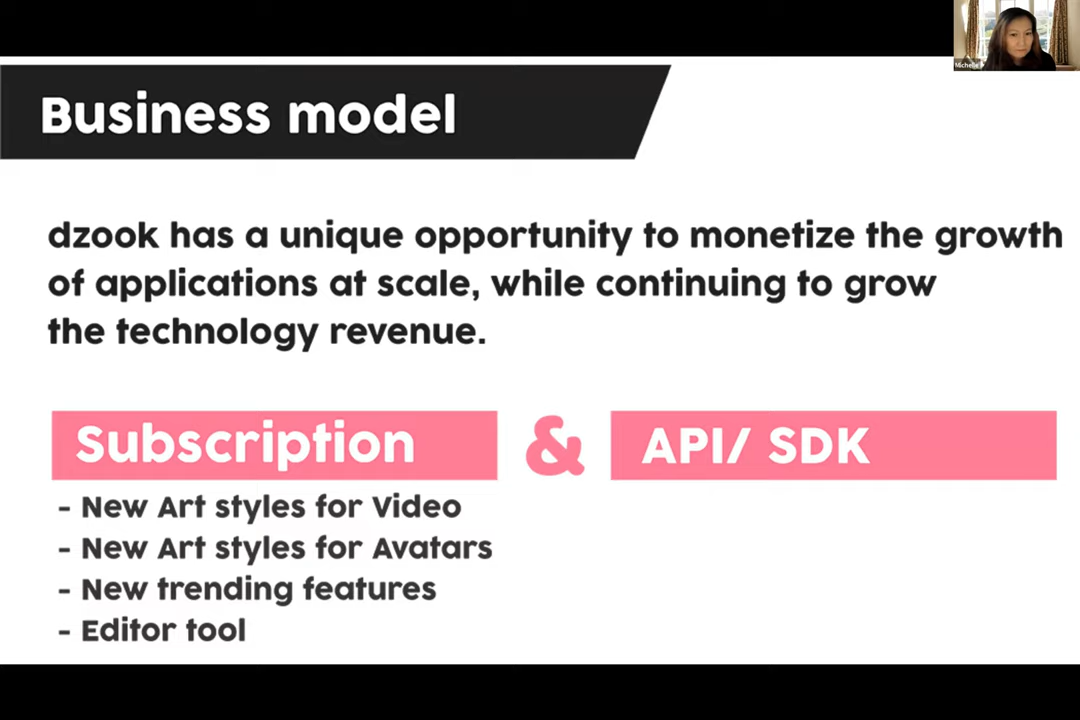 Michelle
Business model
dzook has a unique opportunity to monetize the growth
of applications at scale, while continuing to grow
the technology revenue.
Subscription & API/ SDK
- New Art styles for Video
- New Art styles for Avatars
- New trending features
- Editor tool